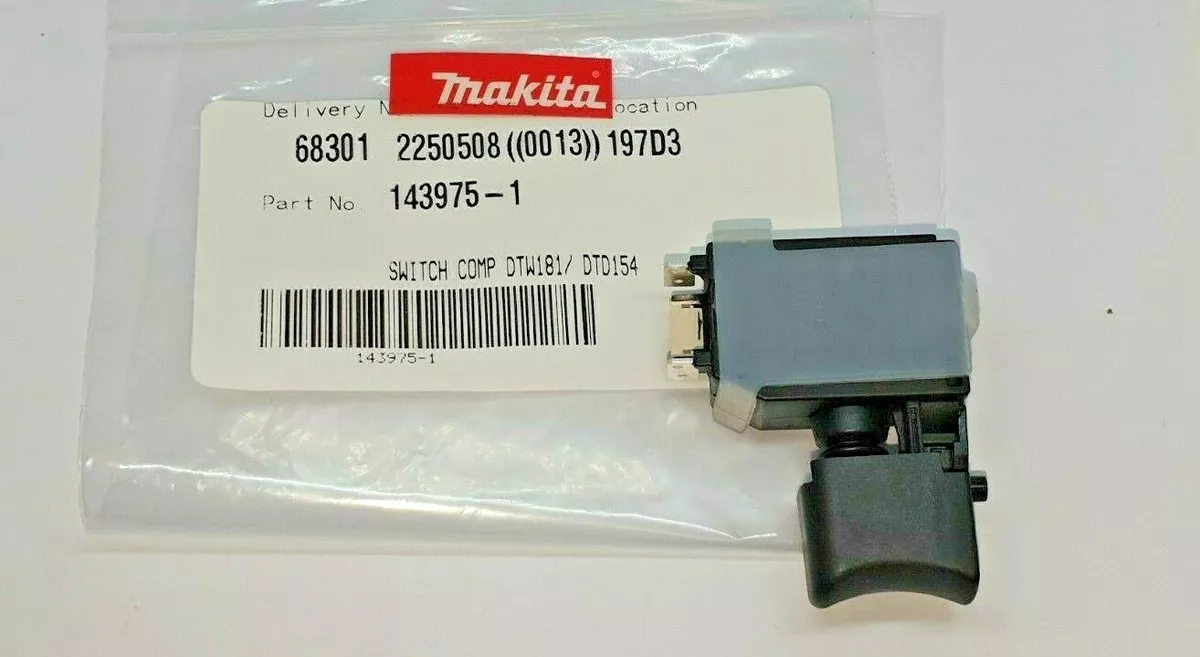 makita
Delivery N ocation
68301 2250508((0013))197D3
Part No. 143975-1
SWITCH COMP DTW181/ DTD154
143975-1